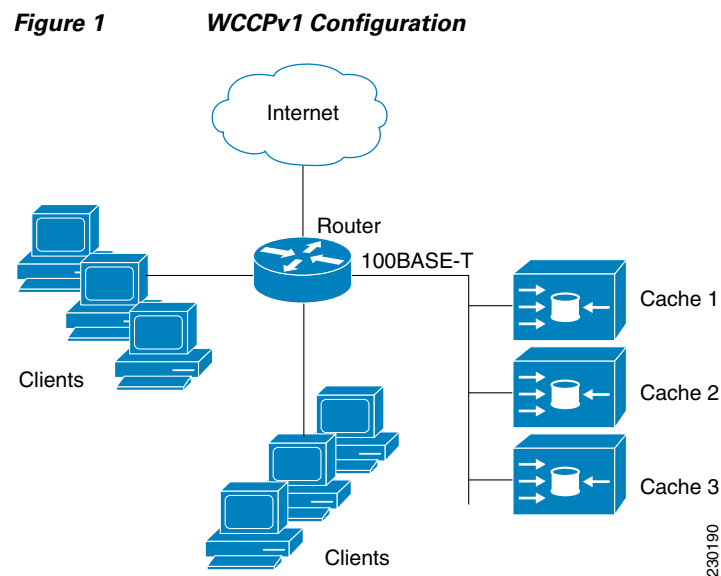 Figure 1 WCCPv1 Configuration
Internet
Router
100BASE-T
Cache 1
Clients
Cache 2
Cache 3
Clients
230190